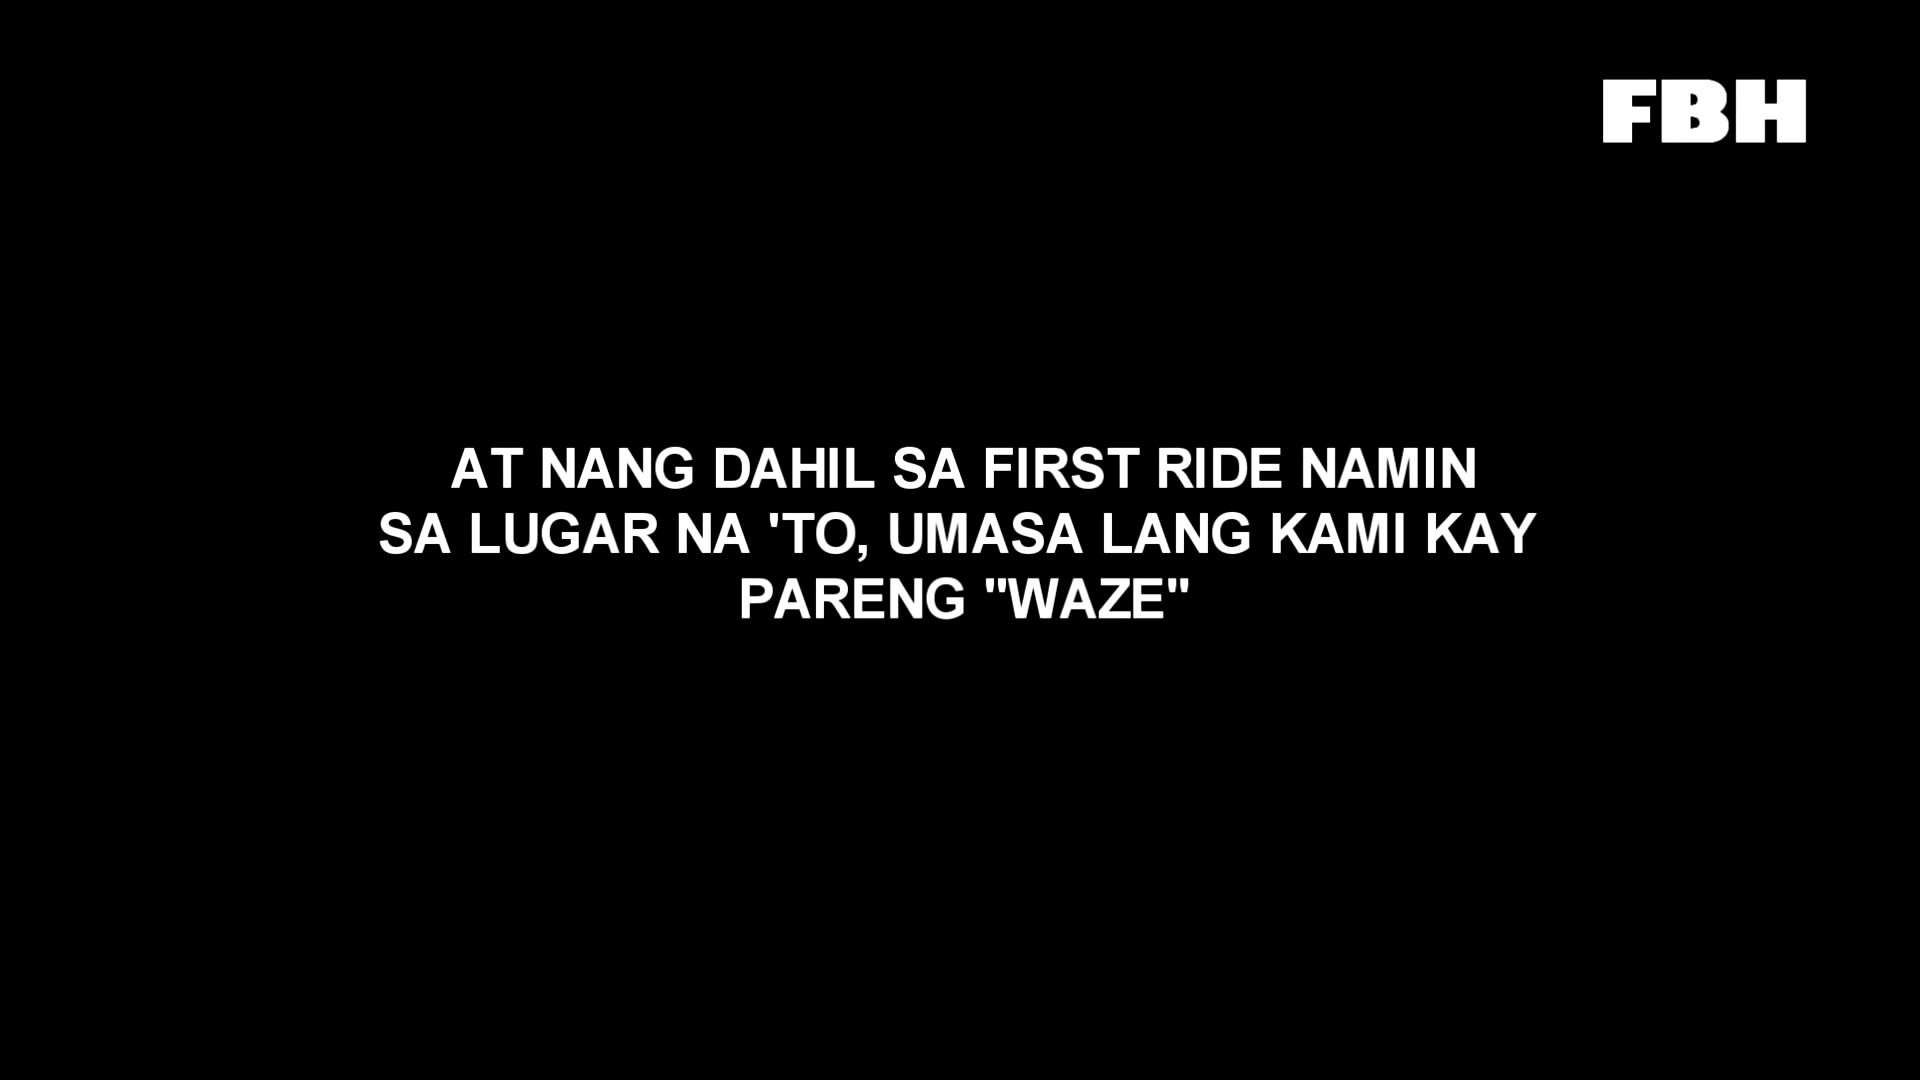 FBH
AT NANG DAHIL SA FIRST RIDE NAMIN
SA LUGAR NA 'TO, UMASA LANG KAMI KAY
PARENG "WAZE"